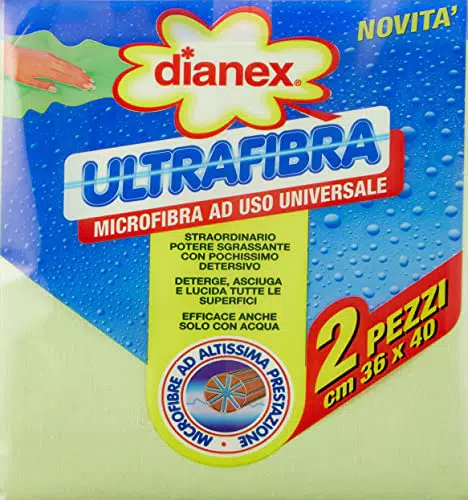 NOVITA'
dianex®
ULTRAFIBRA
MICROFIBRA AD USO UNIVERSALE
STRAORDINARIO
POTERE SGRASSANTE
CON POCHISSIMO
DETERSIVO
DETERGE, ASCIUGA
E LUCIDA TUTTE LE
SUPERFICI
EFFICACE ANCHE
SOLO CON ACQUA
2 PEZZI
cm 36 x 40
MICROFIBRE AD ALTISSIMA PRESTAZIONE